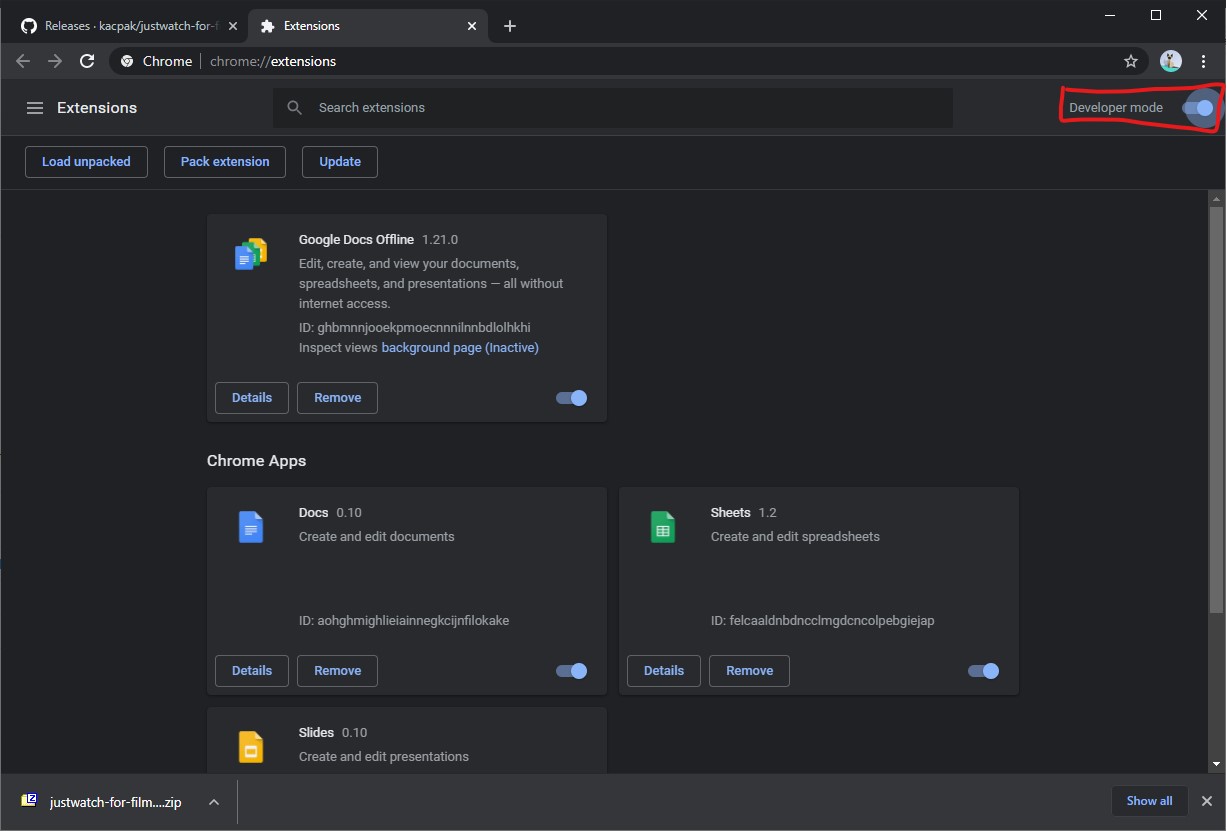 Releases · kacpak/justwatch-for-f
Extensions
Chrome
chrome://extensions
Extensions
Search extensions
Developer mode
Load unpacked
Pack extension
Update
Google Docs Offline 1.21.0
Edit, create, and view your documents,
spreadsheets, and presentations — all without
internet access.
ID: ghbmnnjooekpmoecnnnilnnbdlolhkhi
Inspect views background page (Inactive)
Details
Remove
Chrome Apps
Docs 0.10
Create and edit documents
ID: aohghmighlieiainnegkcijnfilokake
Details
Remove
Sheets 1.2
Create and edit spreadsheets
ID: felcaaldnbdncclmgdcncolpebgiejap
Details
Remove
Slides 0.10
Create and edit presentations
justwatch-for-film....zip
Show all